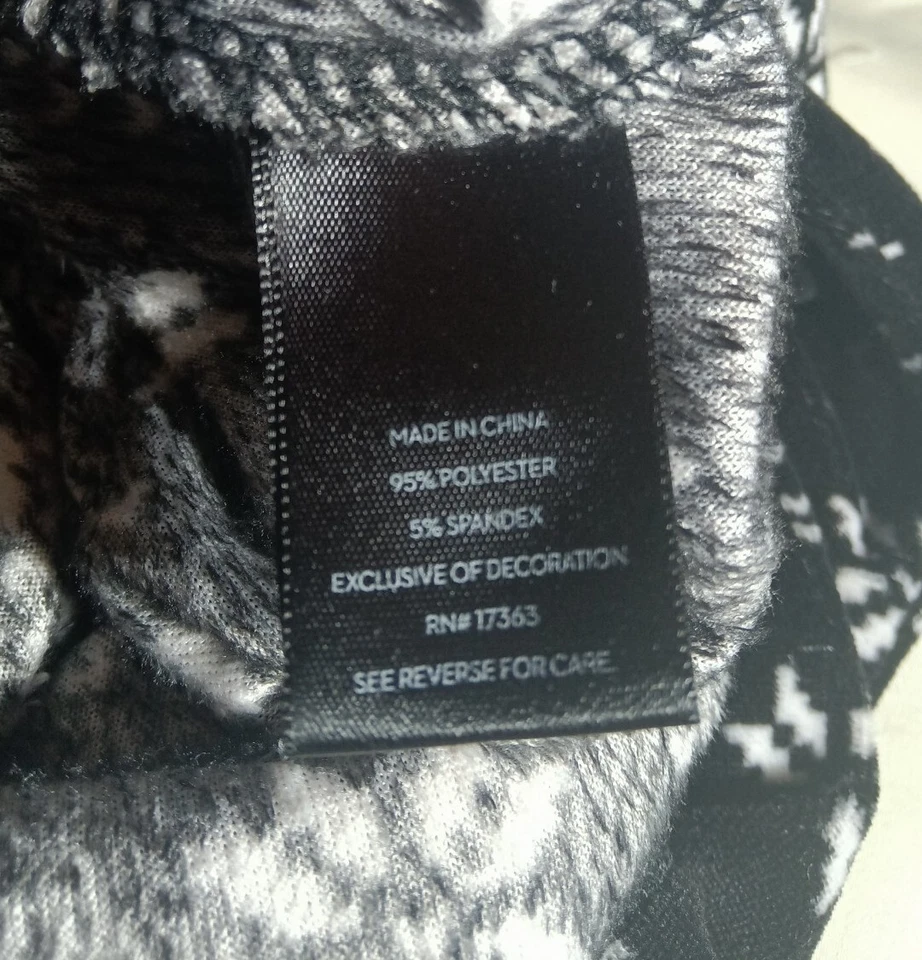 MADE IN CHINA
95% POLYESTER
5% SPANDEX
EXCLUSIVE OF DECORATION
RN# 17363
SEE REVERSE FOR CARE